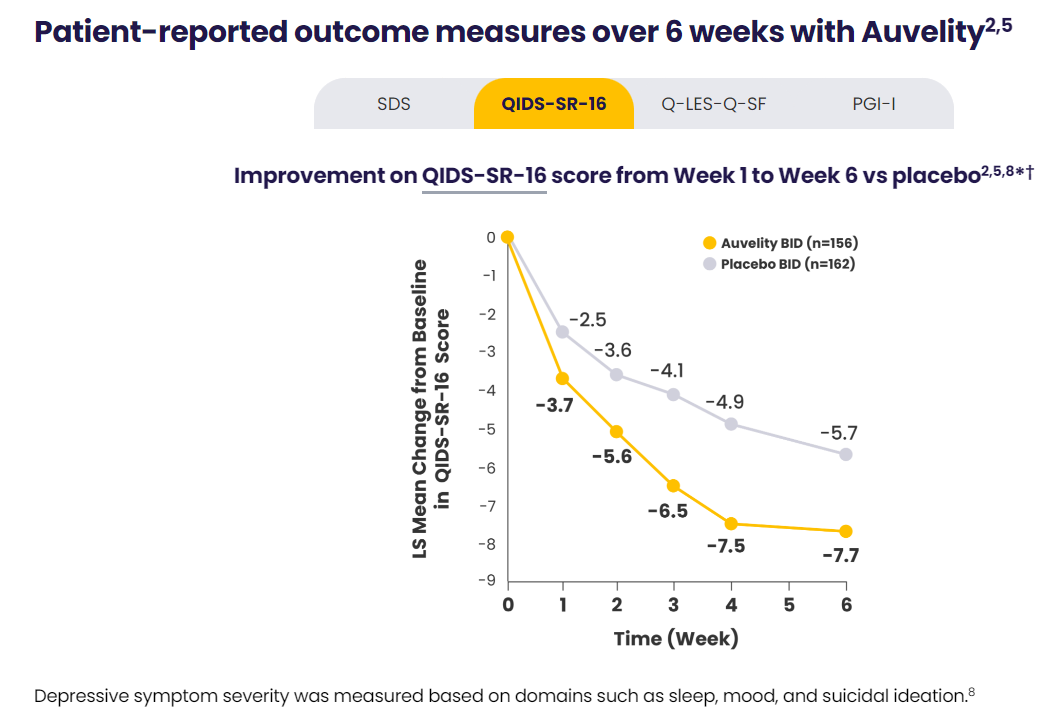 Patient-reported outcome measures over 6 weeks with Auvelity2,5
SDS
QIDS-SR-16
Q-LES-Q-SF
PGI-I
Improvement on QIDS-SR-16 score from Week 1 to Week 6 vs placebo2,5,8*†
Auvelity BID (n=156)
Placebo BID (n=162)
LS Mean Change from Baseline
in QIDS-SR-16 Score
0
-1
-2
-3
-4
-5
-6
-7
-8
-9
-2.5
-3.6
-4.1
-4.9
-5.7
-3.7
-5.6
-6.5
-7.5
-7.7
0 1 2 3 4 5 6
Time (Week)
Depressive symptom severity was measured based on domains such as sleep, mood, and suicidal ideation.8